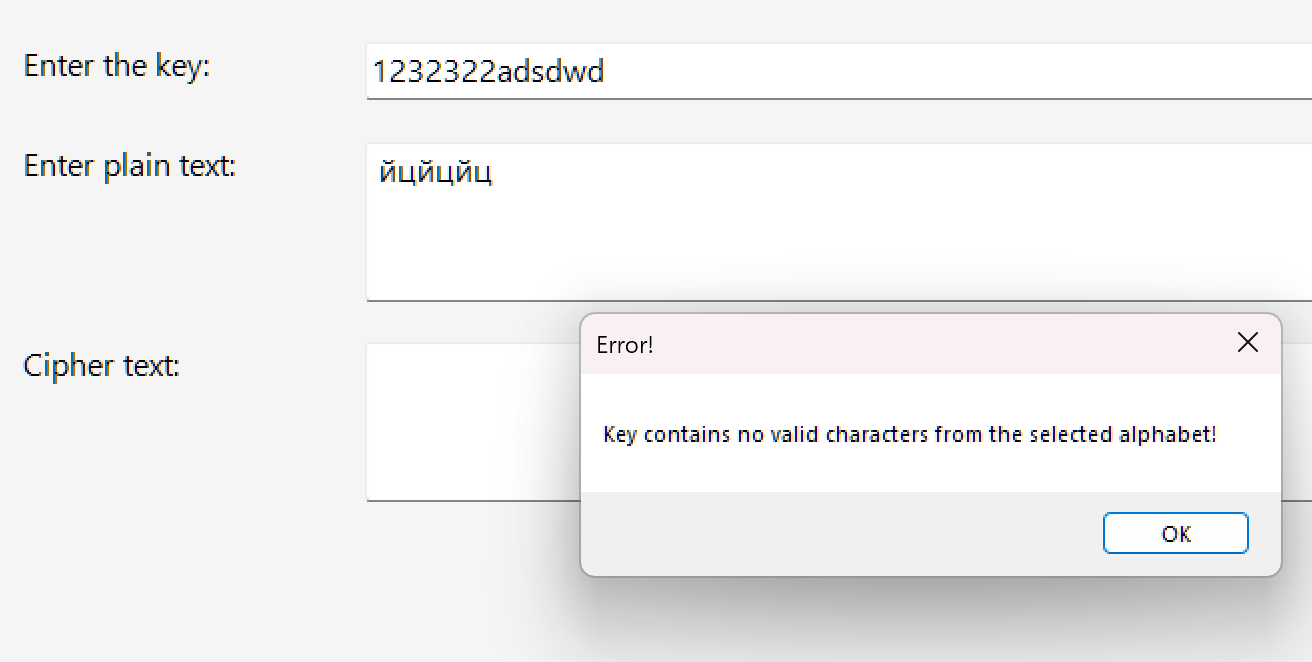 Enter the key:
1232322adsdwd
Enter plain text:
йцйцйц
Cipher text:
Error!
Key contains no valid characters from the selected alphabet!
OK